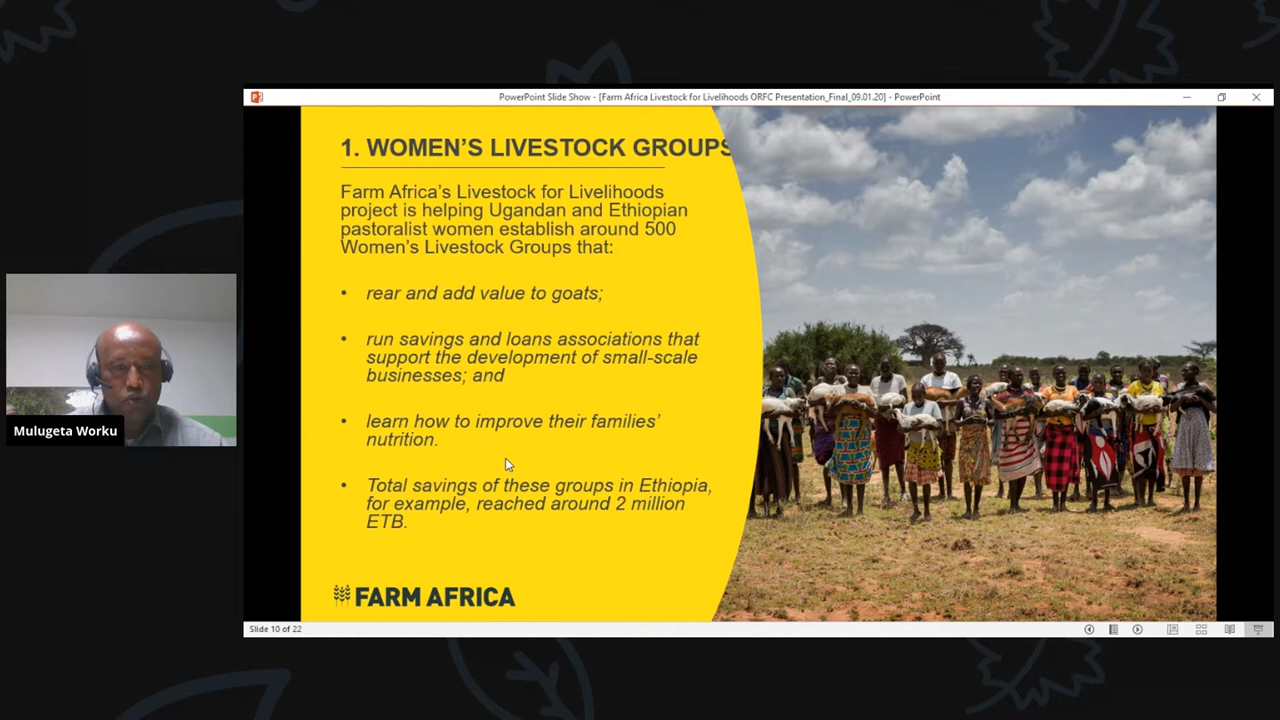 PowerPoint Slide Show - [Farm Africa Livestock for Livelihoods ORFC Presentation_Final_09.01.20] - PowerPoint
1. WOMEN'S LIVESTOCK GROUPS
Farm Africa's Livestock for Livelihoods
project is helping Ugandan and Ethiopian
pastoralist women establish around 500
Women's Livestock Groups that:
• rear and add value to goats;
• run savings and loans associations that
support the development of small-scale
businesses; and
• learn how to improve their families'
nutrition.
• Total savings of these groups in Ethiopia,
for example, reached around 2 million
ETB.
FARM AFRICA
Slide 10 of 22
Mulugeta Worku